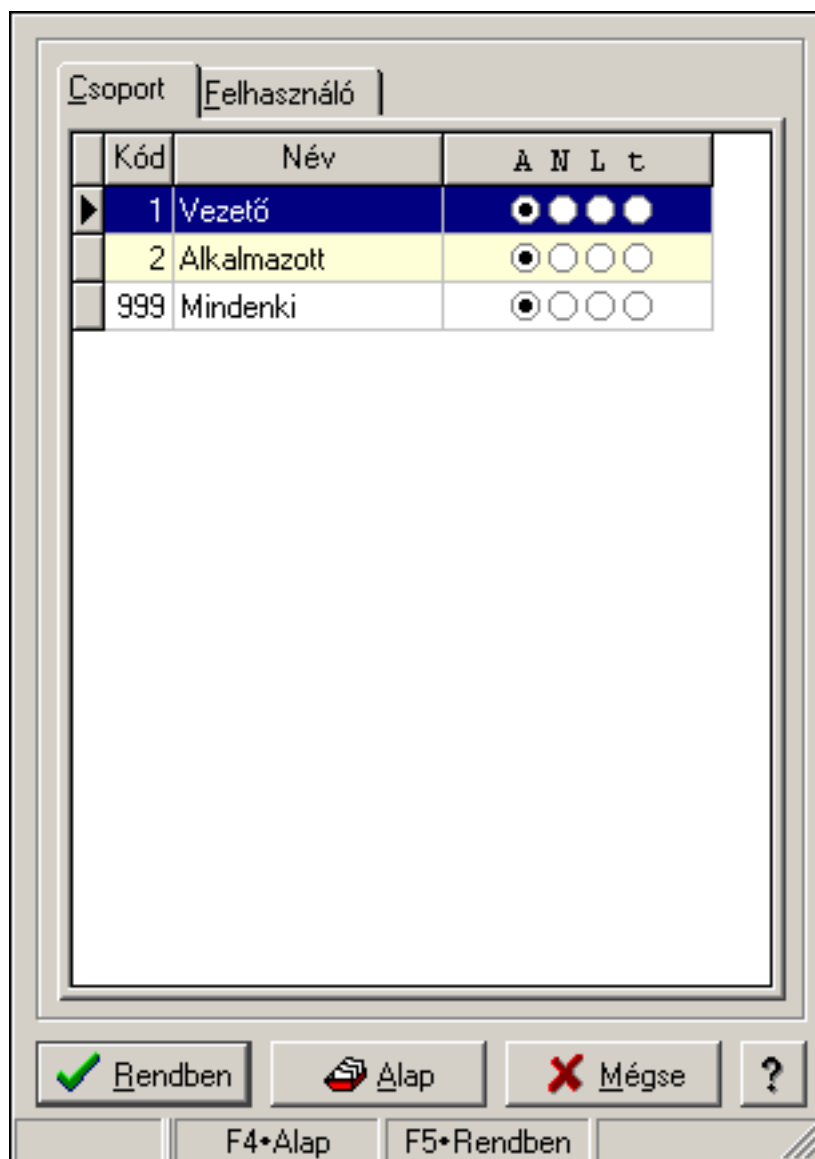 Csoport Felhasználó
Kód Név A N L t
1 Vezető
2 Alkalmazott
999 Mindenki
Rendben Alap Mégse ?
F4•Alap F5•Rendben